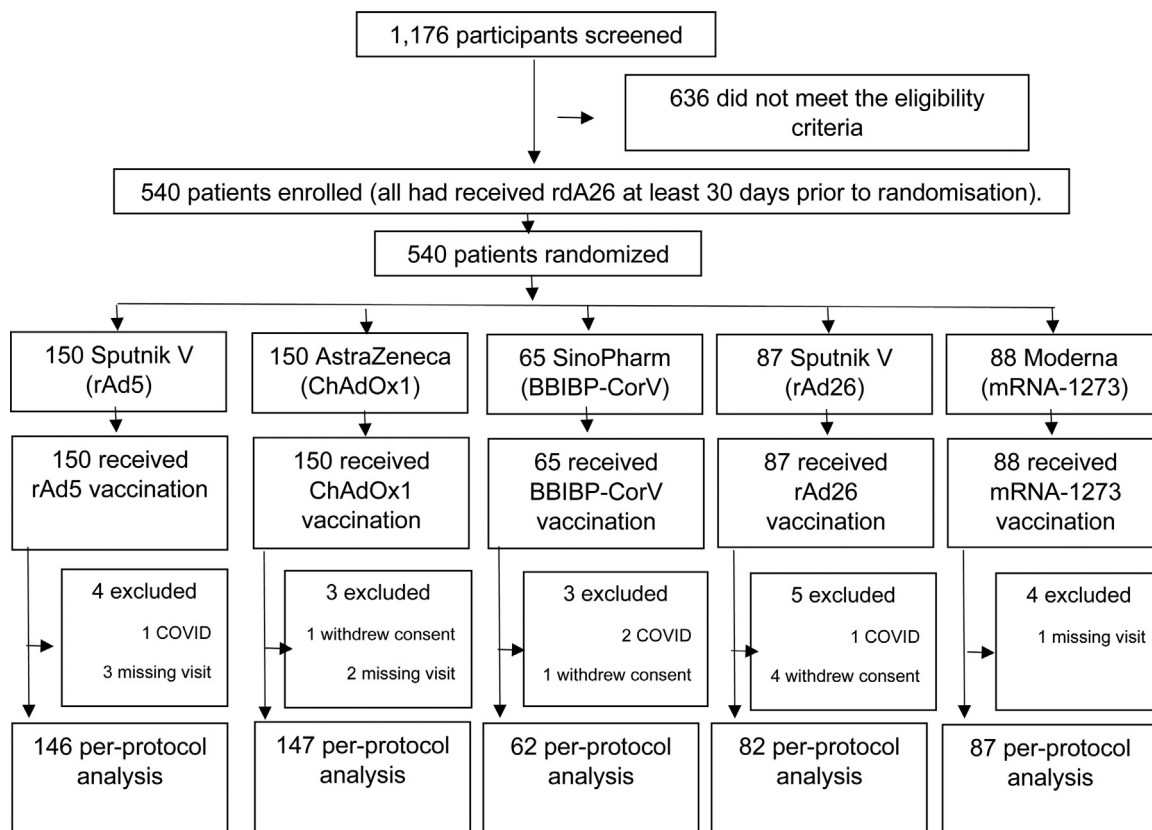 1,176 participants screened
636 did not meet the eligibility
criteria
540 patients enrolled (all had received rdA26 at least 30 days prior to randomisation).
540 patients randomized
150 Sputnik V
(rAd5)
150 AstraZeneca
(ChAdOx1)
65 SinoPharm
(BBIBP-CorV)
87 Sputnik V
(rAd26)
88 Moderna
(mRNA-1273)
150 received
rAd5 vaccination
150 received
ChAdOx1
vaccination
65 received
BBIBP-CorV
vaccination
87 received
rAd26
vaccination
88 received
mRNA-1273
vaccination
4 excluded
1 COVID
3 missing visit
3 excluded
1 withdrew consent
2 missing visit
3 excluded
2 COVID
1 withdrew consent
5 excluded
1 COVID
4 withdrew consent
4 excluded
1 missing visit
146 per-protocol
analysis
147 per-protocol
analysis
62 per-protocol
analysis
82 per-protocol
analysis
87 per-protocol
analysis